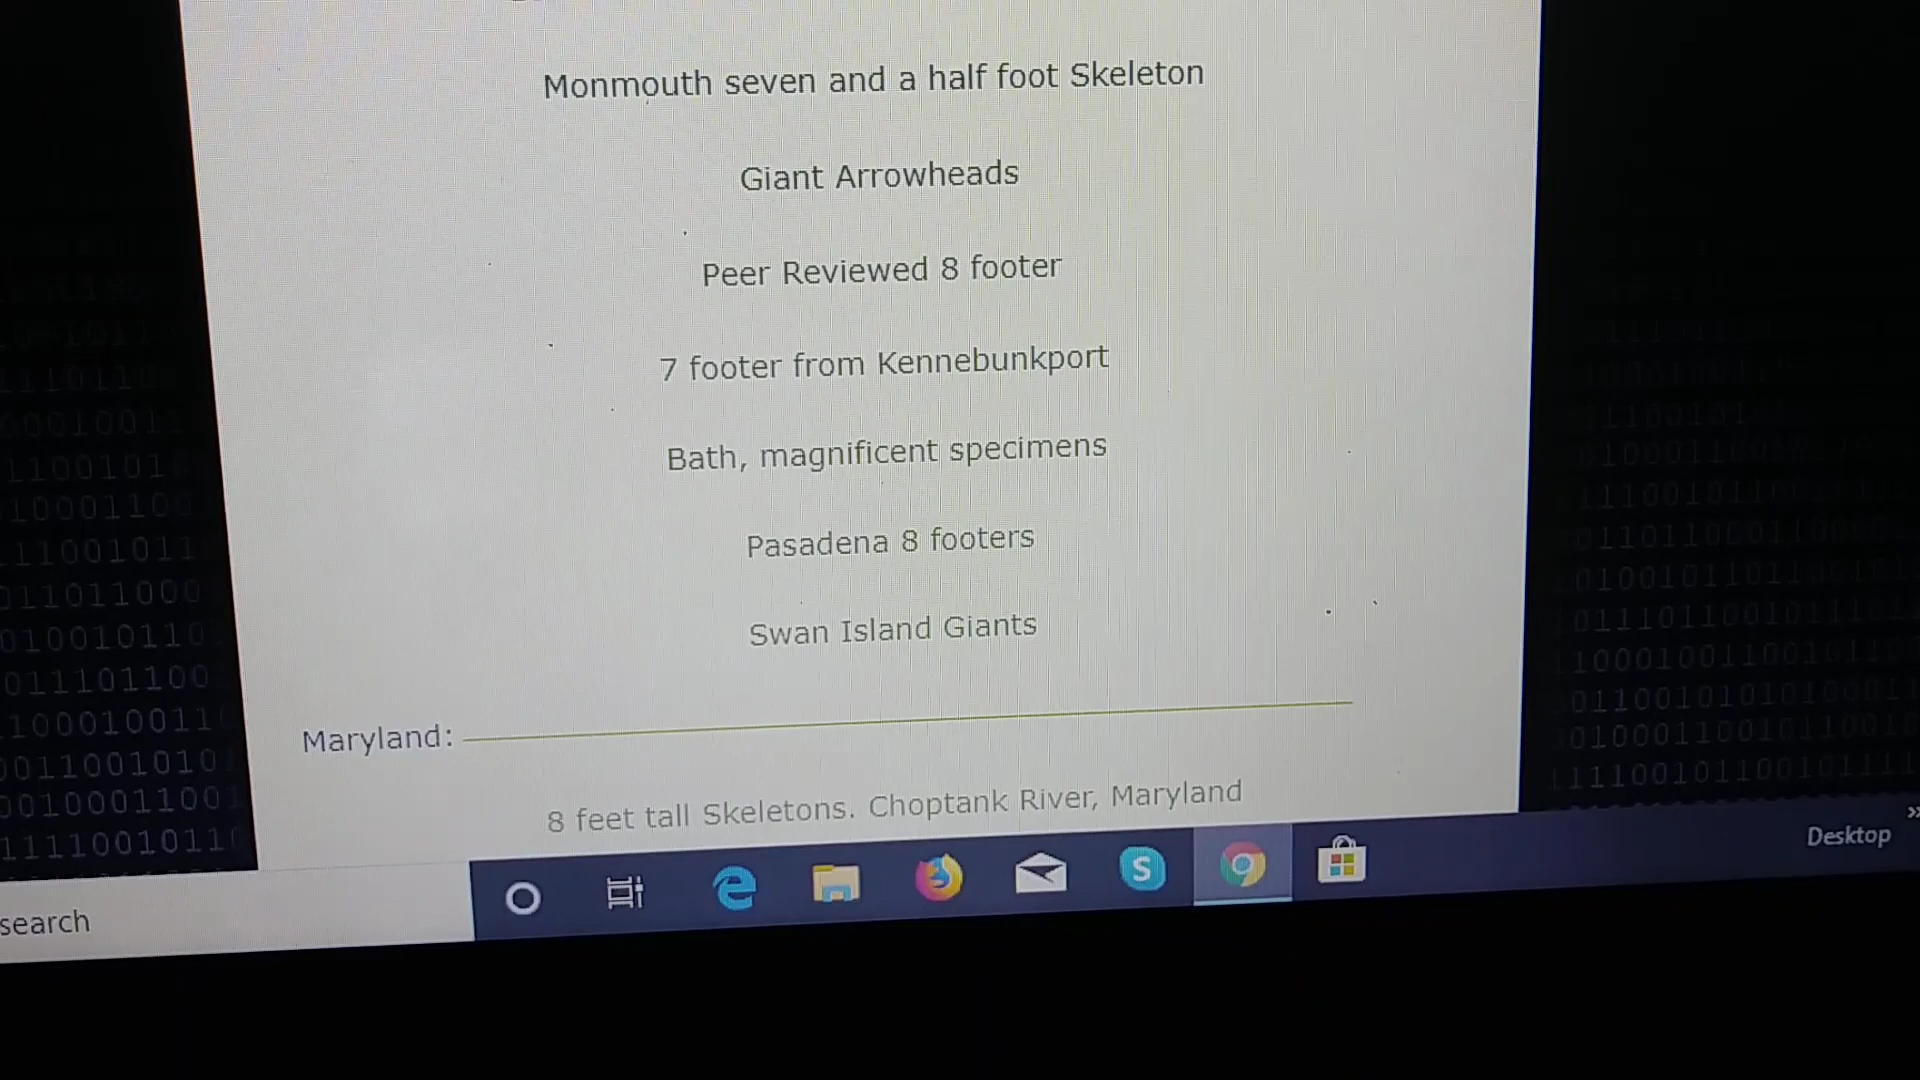 Monmouth seven and a half foot Skeleton
Giant Arrowheads
Peer Reviewed 8 footer
7 footer from Kennebunkport
Bath, magnificent specimens
Pasadena 8 footers
Swan Island Giants
Maryland:
8 feet tall Skeletons. Choptank River, Maryland
Desktop
search